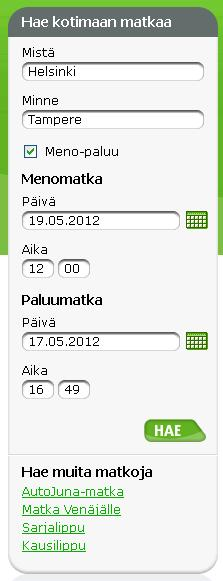 Hae kotimaan matkaa
Mistä
Helsinki
Minne
Tampere
Meno-paluu
Menomatka
Päivä
19.05.2012
Aika
12 00
Paluumatka
Päivä
17.05.2012
Aika
16 49
HAE
Hae muita matkoja
AutoJuna-matka
Matka Venäjälle
Sarjalippu
Kausilippu